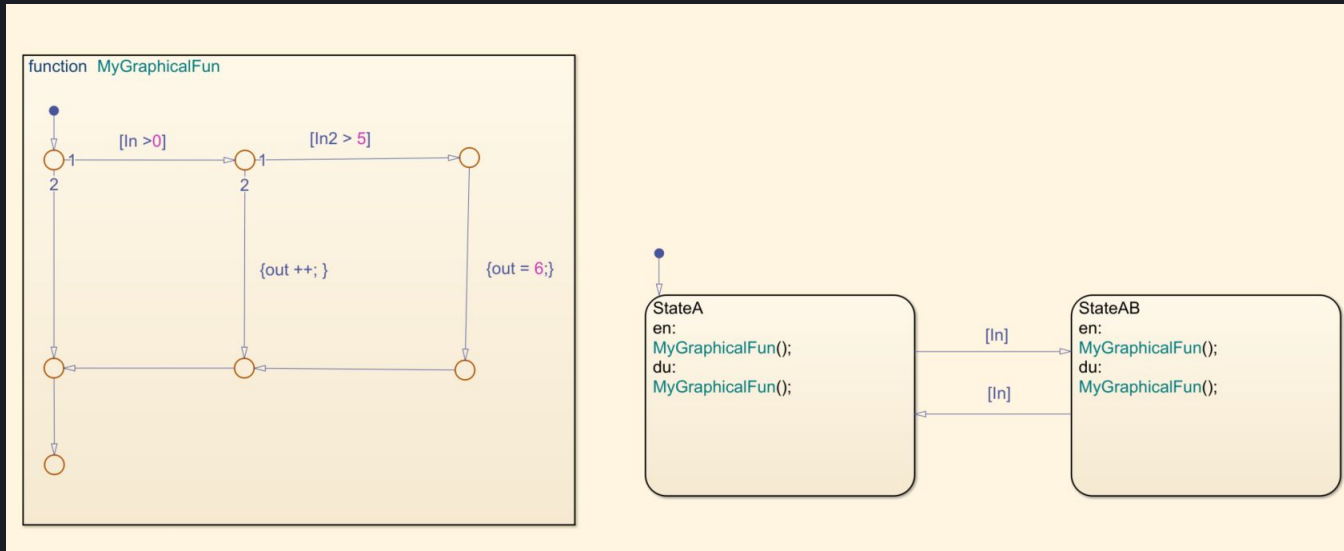 function MyGraphicalFun
[In >0]
[In2 > 5]
1
1
2
2
{out ++; }
{out = 6;}
StateA
en:
MyGraphicalFun();
du:
MyGraphicalFun();
[In]
[In]
StateAB
en:
MyGraphicalFun();
du:
MyGraphicalFun();